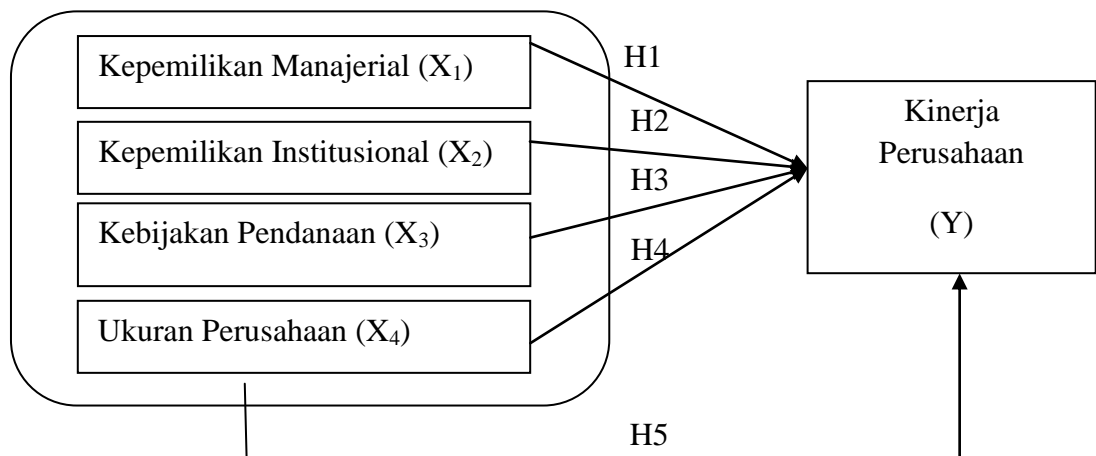 Kepemilikan Manajerial (X₁)
Kepemilikan Institusional (X₂)
Kebijakan Pendanaan (X₃)
Ukuran Perusahaan (X₄)
H1
H2
H3
H4
H5
Kinerja
Perusahaan
(Y)